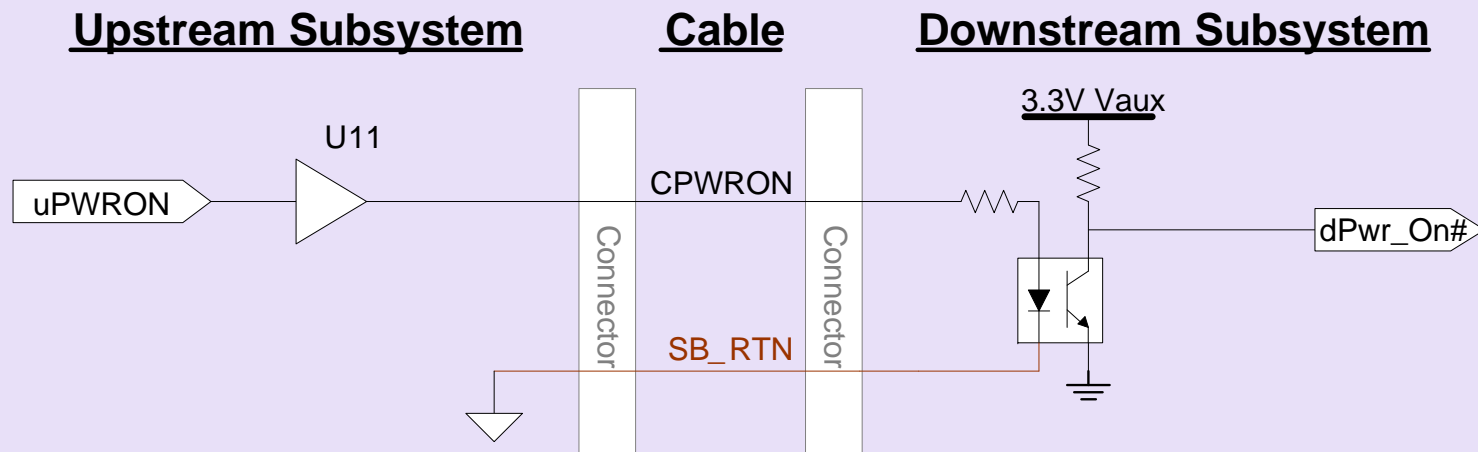 Upstream Subsystem
Cable
Downstream Subsystem
3.3V Vaux
U11
CPWRON
uPWRON
dPwr_On#
Connector
Connector
SB_RTN